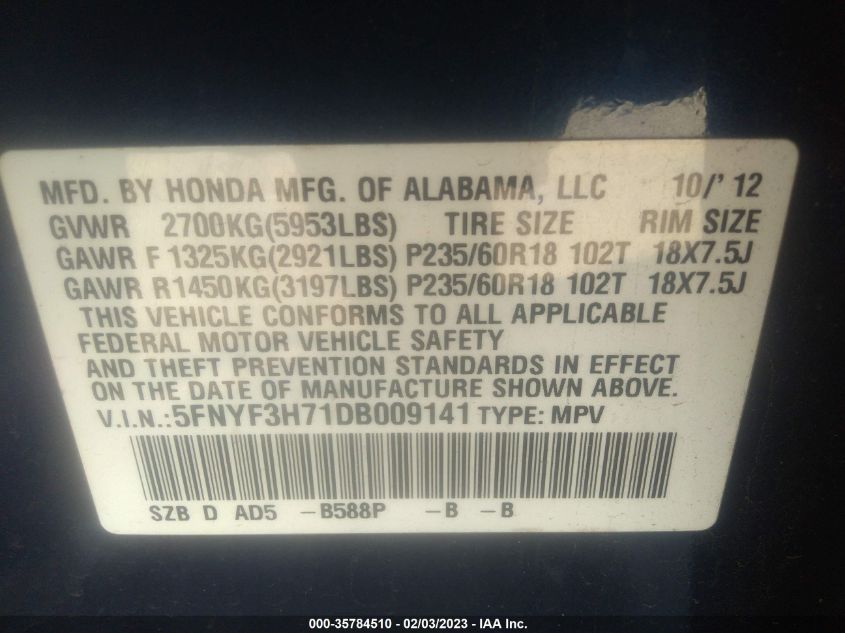 MFD. BY HONDA MFG. OF ALABAMA, LLC 10/' 12
GVWR 2700KG(5953LBS) TIRE SIZE RIM SIZE
GAWR F 1325KG(2921LBS) P235/60R18 102T 18X7.5J
GAWR R1450KG(3197LBS) P235/60R18 102T 18X7.5J
THIS VEHICLE CONFORMS TO ALL APPLICABLE
FEDERAL MOTOR VEHICLE SAFETY
AND THEFT PREVENTION STANDARDS IN EFFECT
ON THE DATE OF MANUFACTURE SHOWN ABOVE.
V.I.N.:5FNYF3H71DB009141 TYPE: MPV
SZB D AD5 -B588P -B -B
000-35784510 - 02/03/2023 - IAA Inc.